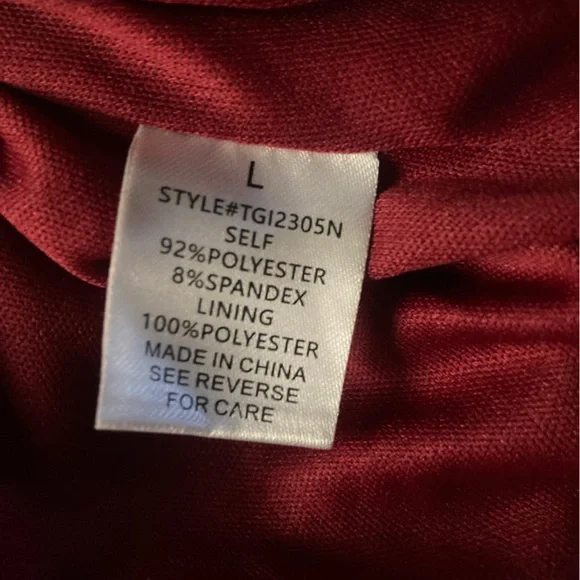 L
STYLE#TGI2305N
SELF
92%POLYESTER
8%SPANDEX
LINING
100%POLYESTER
MADE IN CHINA
SEE REVERSE
FOR CARE